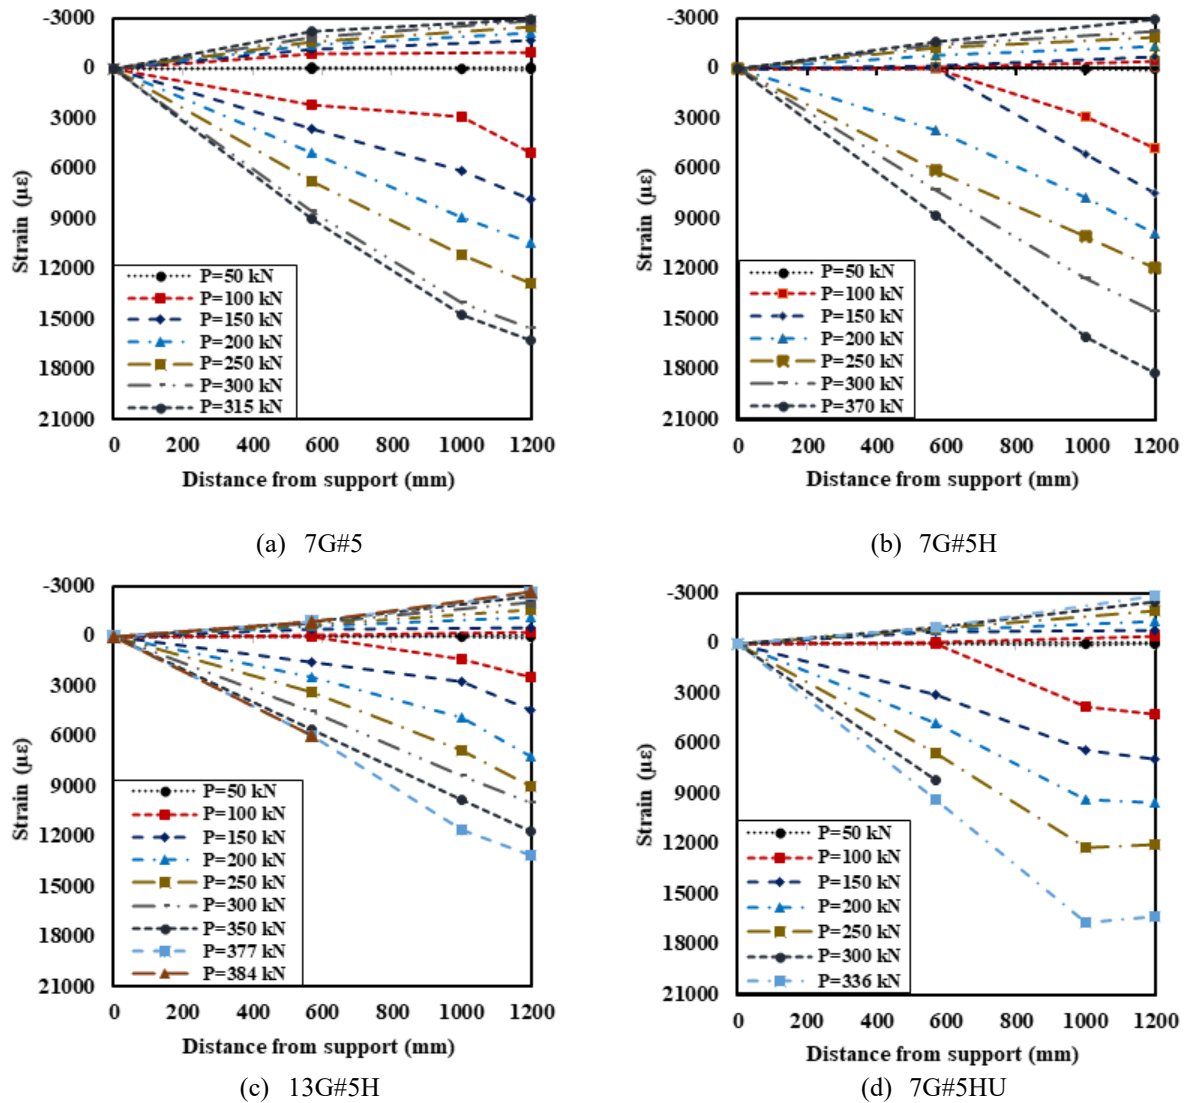 -3000
0
3000
6000
9000
12000
15000
18000
21000
Strain (με)
P=50 kN
P=100 kN
P=150 kN
P=200 kN
P=250 kN
P=300 kN
P=315 kN
0 200 400 600 800 1000 1200
Distance from support (mm)
(a) 7G#5
-3000
0
3000
6000
9000
12000
15000
18000
21000
Strain (με)
P=50 kN
P=100 kN
P=150 kN
P=200 kN
P=250 kN
P=300 kN
P=370 kN
0 200 400 600 800 1000 1200
Distance from support (mm)
(b) 7G#5H
-3000
0
3000
6000
9000
12000
15000
18000
21000
Strain (με)
P=50 kN
P=100 kN
P=150 kN
P=200 kN
P=250 kN
P=300 kN
P=350 kN
P=377 kN
P=384 kN
0 200 400 600 800 1000 1200
Distance from support (mm)
(c) 13G#5H
-3000
0
3000
6000
9000
12000
15000
18000
21000
Strain (με)
P=50 kN
P=100 kN
P=150 kN
P=200 kN
P=250 kN
P=300 kN
P=336 kN
0 200 400 600 800 1000 1200
Distance from support (mm)
(d) 7G#5HU